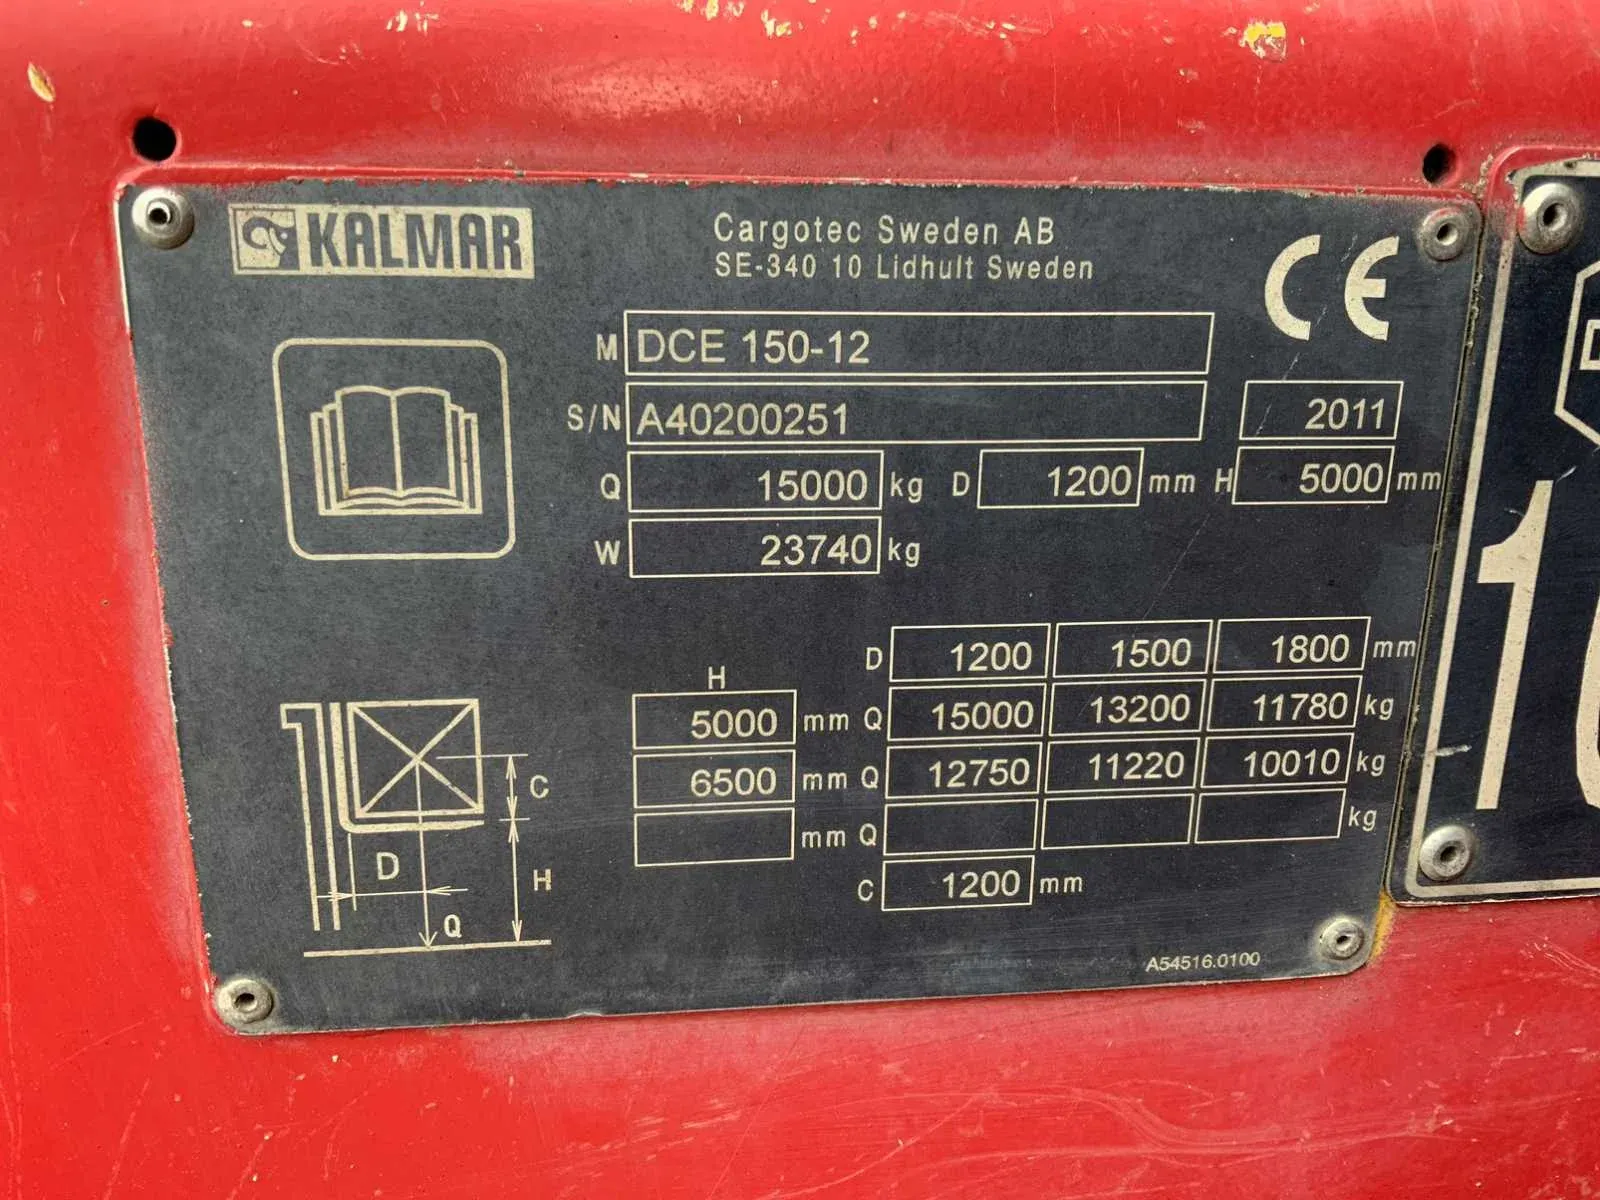 KALMAR
Cargotec Sweden AB
SE-340 10 Lidhult Sweden
CE
M DCE 150-12
S/N A40200251 2011
Q 15000 kg D 1200 mm H 5000 mm
W 23740 kg
H D 1200 1500 1800 mm
5000 mm Q 15000 13200 11780 kg
6500 mm Q 12750 11220 10010 kg
mm Q kg
C 1200 mm
C
D
H
Q
A54516.0100